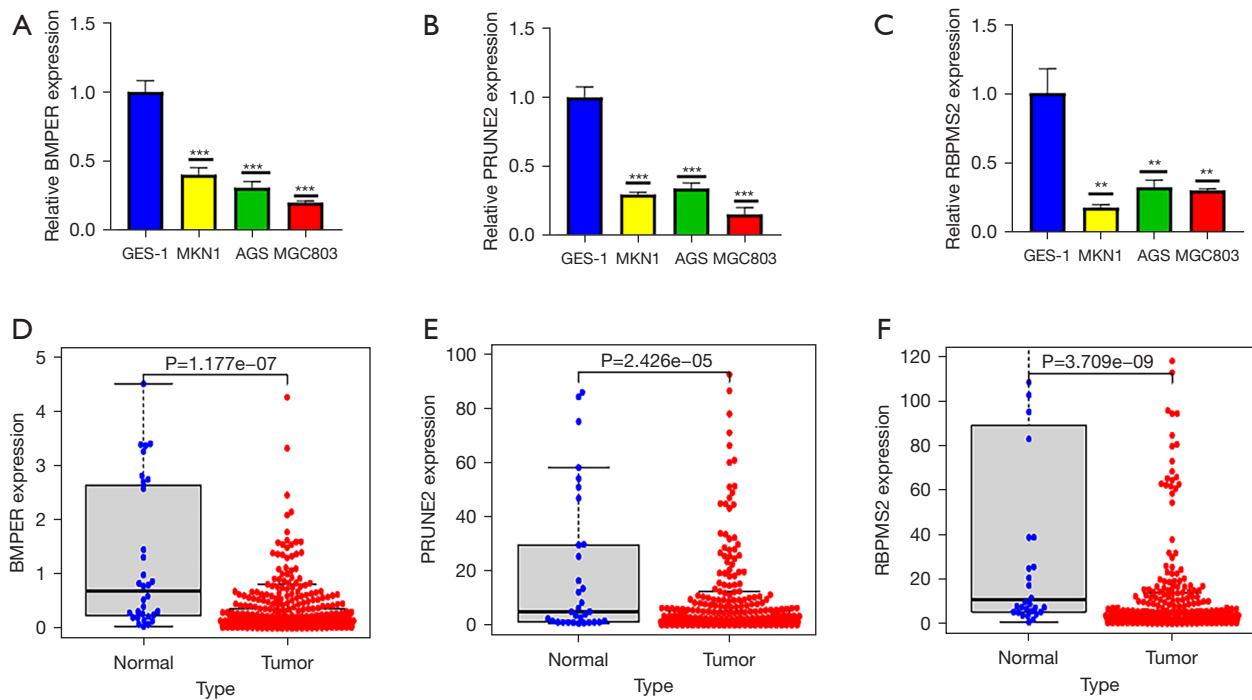 A
Relative BMPER expression
1.5
1.0
0.5
0.0
***
***
***
GES-1 MKN1 AGS MGC803
B
Relative PRUNE2 expression
1.5
1.0
0.5
0.0
***
***
***
GES-1 MKN1 AGS MGC803
C
Relative RBPMS2 expression
1.5
1.0
0.5
0.0
**
**
**
GES-1 MKN1 AGS MGC803
D
BMPER expression
5
4
3
2
1
0
P=1.177e−07
Normal Tumor
Type
E
PRUNE2 expression
100
80
60
40
20
0
P=2.426e−05
Normal Tumor
Type
F
RBPMS2 expression
120
100
80
60
40
20
0
P=3.709e−09
Normal Tumor
Type